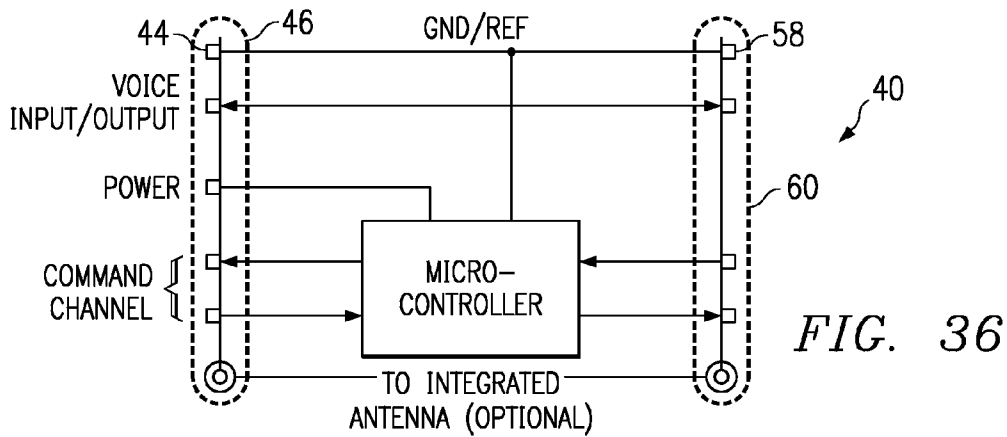 44
46
GND/REF
58
VOICE
INPUT/OUTPUT
40
POWER
60
COMMAND
CHANNEL
MICRO-
CONTROLLER
FIG. 36
TO INTEGRATED
ANTENNA (OPTIONAL)